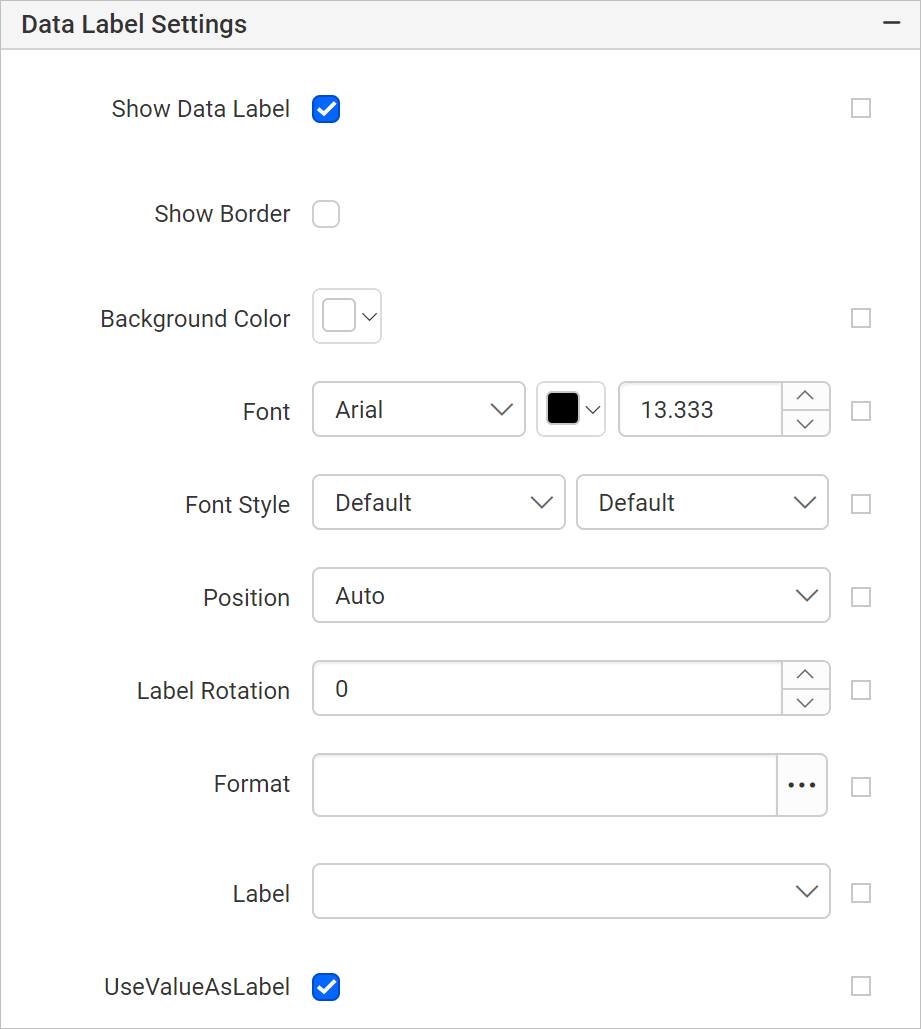 Data Label Settings
Show Data Label
Show Border
Background Color
Font Arial 13.333
Font Style Default Default
Position Auto
Label Rotation 0
Format
Label
UseValueAsLabel